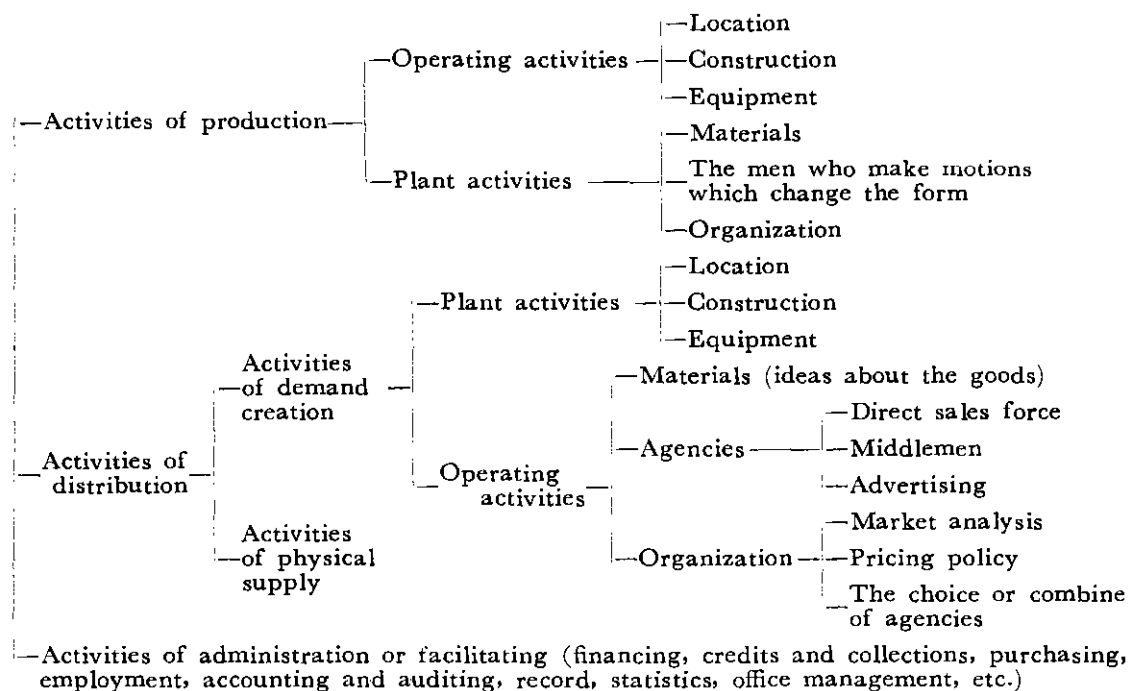 Location
Operating activities
Construction
Equipment
Activities of production
Materials
The men who make motions
which change the form
Plant activities
Organization
Location
Plant activities
Construction
Equipment
Activities
of demand
creation
Materials (ideas about the goods)
Direct sales force
Agencies
Middlemen
Advertising
Activities of
distribution
Operating
activities
Market analysis
Activities
of physical
supply
Organization
Pricing policy
The choice or combine
of agencies
Activities of administration or facilitating (financing, credits and collections, purchasing,
employment, accounting and auditing, record, statistics, office management, etc.)